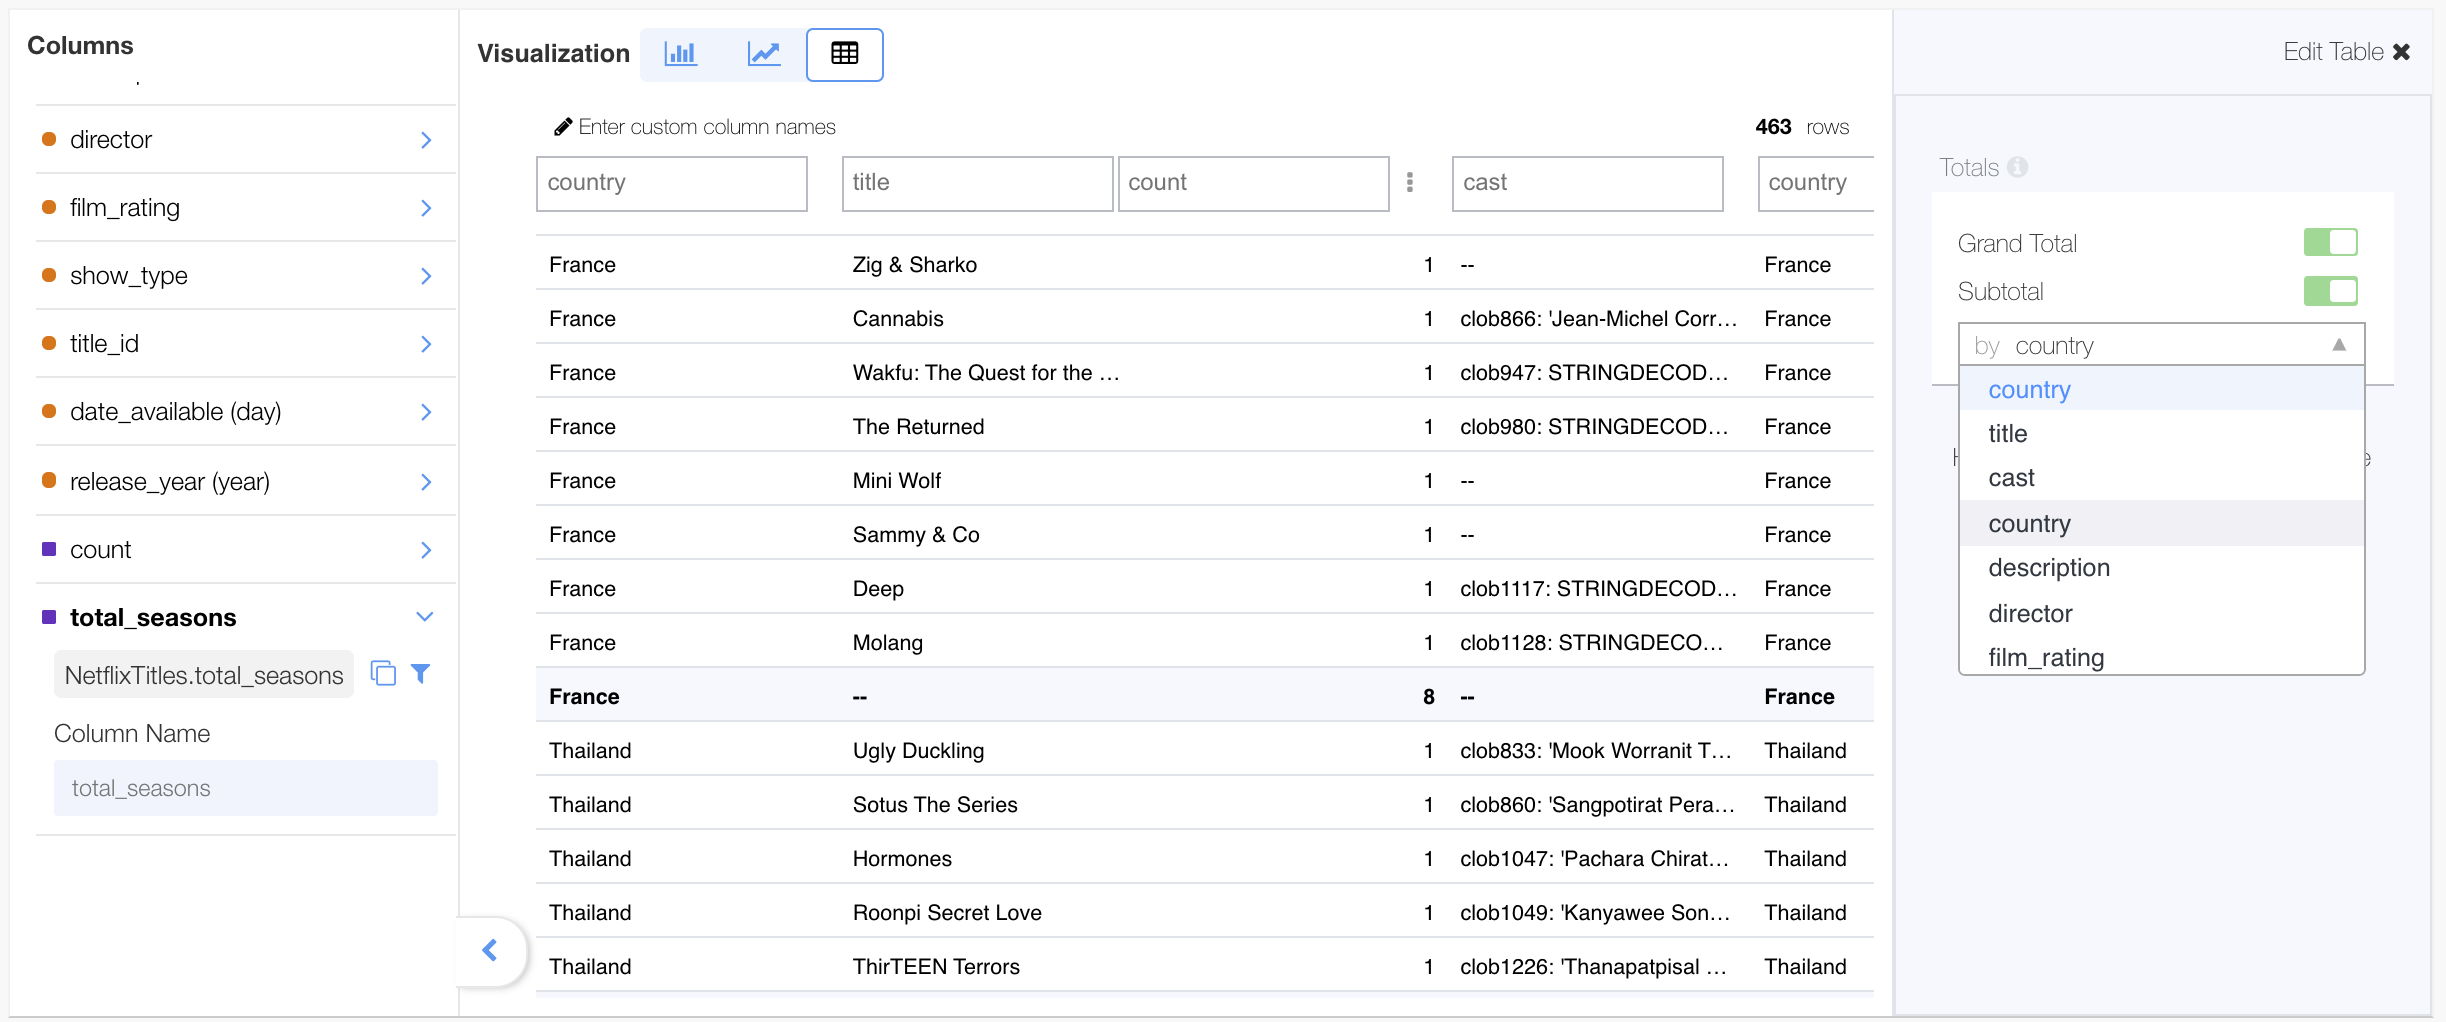 Columns
director
film_rating
show_type
title_id
date_available (day)
release_year (year)
count
total_seasons
NetflixTitles.total_seasons
Column Name
total_seasons
Visualization
Enter custom column names
463 rows
country title count cast country
France Zig & Sharko 1 -- France
France Cannabis 1 clob866: 'Jean-Michel Corr... France
France Wakfu: The Quest for the ... 1 clob947: STRINGDECOD... France
France The Returned 1 clob980: STRINGDECOD... France
France Mini Wolf 1 -- France
France Sammy & Co 1 -- France
France Deep 1 clob1117: STRINGDECOD... France
France Molang 1 clob1128: STRINGDECO... France
France -- 8 -- France
Thailand Ugly Duckling 1 clob833: 'Mook Worranit T... Thailand
Thailand Sotus The Series 1 clob860: 'Sangpotirat Pera... Thailand
Thailand Hormones 1 clob1047: 'Pachara Chirat... Thailand
Thailand Roonpi Secret Love 1 clob1049: 'Kanyawee Son... Thailand
Thailand ThirTEEN Terrors 1 clob1226: 'Thanapatpisal ... Thailand
Edit Table
Totals
Grand Total
Subtotal
by country
country
title
cast
country
description
director
film_rating